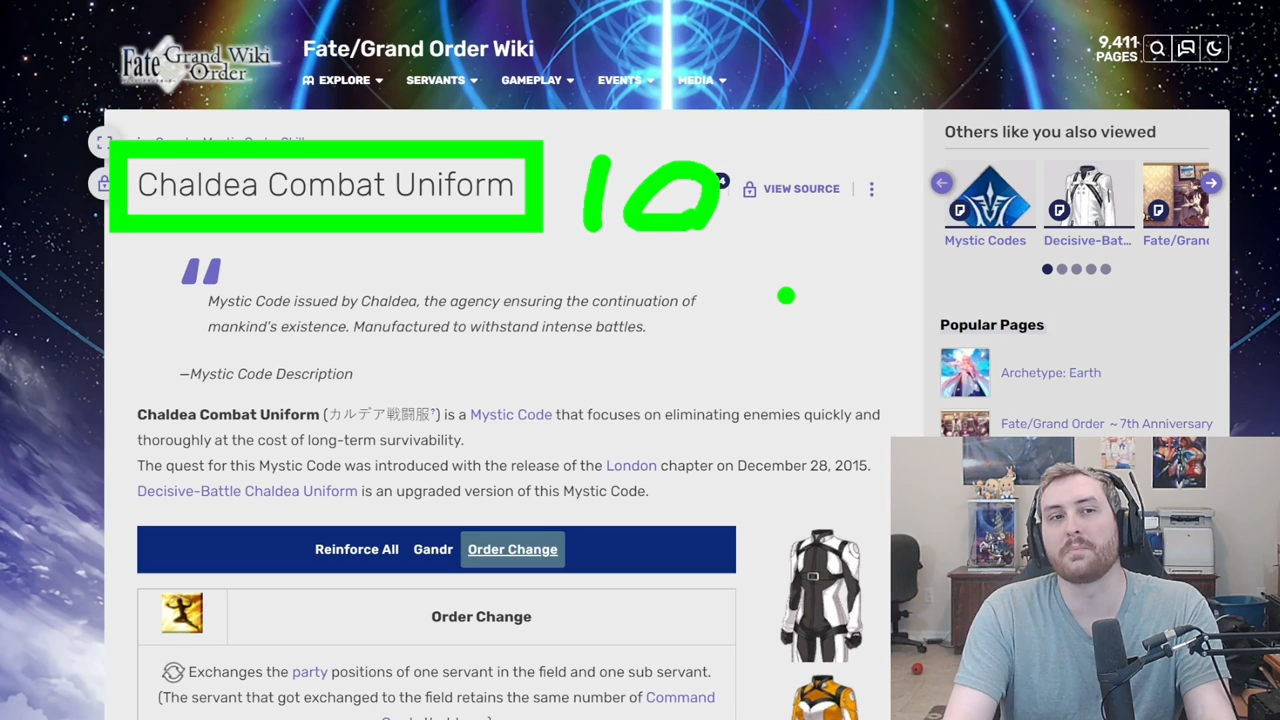 Fate Grand Wiki
Order
Fate/Grand Order Wiki
EXPLORE SERVANTS GAMEPLAY EVENTS MEDIA
9,411
PAGES
Chaldea Combat Uniform
10
4
VIEW SOURCE
Mystic Code issued by Chaldea, the agency ensuring the continuation of
mankind's existence. Manufactured to withstand intense battles.
—Mystic Code Description
Chaldea Combat Uniform (カルデア戦闘服?) is a Mystic Code that focuses on eliminating enemies quickly and
thoroughly at the cost of long-term survivability.
The quest for this Mystic Code was introduced with the release of the London chapter on December 28, 2015.
Decisive-Battle Chaldea Uniform is an upgraded version of this Mystic Code.
Reinforce All Gandr Order Change
Order Change
Exchanges the party positions of one servant in the field and one sub servant.
(The servant that got exchanged to the field retains the same number of Command
Others like you also viewed
Mystic Codes Decisive-Bat... Fate/Grand
Popular Pages
Archetype: Earth
Fate/Grand Order ~ 7th Anniversary